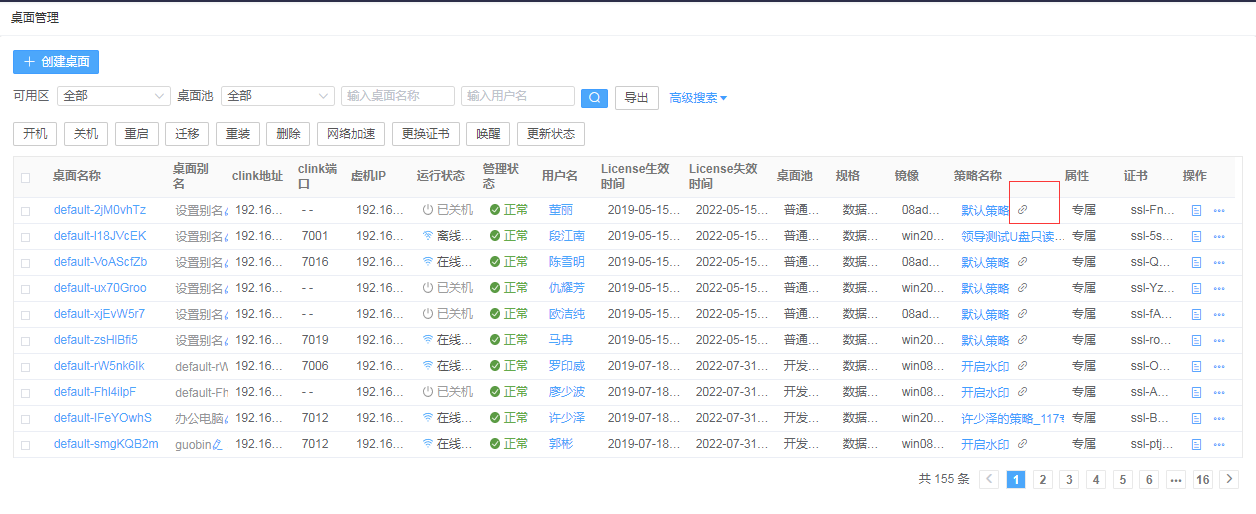 桌面管理
创建桌面
可用区 全部 桌面池 全部 输入桌面名称 输入用户名 导出 高级搜索
开机 关机 重启 迁移 重装 删除 网络加速 更换证书 唤醒 更新状态
桌面名称 桌面别名 clink地址 clink端口 虚机IP 运行状态 管理状态 用户名 License生效时间 License失效时间 桌面池 规格 镜像 策略名称 属性 证书 操作
default-2jM0vhTz 设置别名 192.16... - - 192.16... 已关机 正常 董丽 2019-05-15... 2022-05-15... 普通... 数据... 08ad... 默认策略 专属 ssl-Fn...
default-I18JVcEK 设置别名 192.16... 7001 192.16... 离线... 正常 段江南 2019-05-15... 2022-05-15... 普通... 数据... win20... 领导测试U盘只读... 专属 ssl-5s...
default-VoAScfZb 设置别名 192.16... 7016 192.16... 在线... 正常 陈雪明 2019-05-15... 2022-05-15... 普通... 数据... 08ad... 默认策略 专属 ssl-Q...
default-ux70Groo 设置别名 192.16... - - 192.16... 已关机 正常 仇耀芳 2019-05-15... 2022-05-15... 普通... 数据... win20... 默认策略 专属 ssl-Yz...
default-xjEvW5r7 设置别名 192.16... - - 192.16... 已关机 正常 欧洁纯 2019-05-15... 2022-05-15... 普通... 数据... 08ad... 默认策略 专属 ssl-fA...
default-zsHlBfi5 设置别名 192.16... 7019 192.16... 在线... 正常 马冉 2019-05-15... 2022-05-15... 普通... 数据... win20... 默认策略 专属 ssl-ro...
default-rW5nk6Ik default-rW 192.16... 7006 192.16... 在线... 正常 罗印威 2019-07-18... 2022-07-31... 开发... 数据... win08... 开启水印 专属 ssl-O...
default-Fhl4ilpF default-Fh 192.16... - - 192.16... 已关机 正常 廖少波 2019-07-18... 2022-07-31... 开发... 数据... win08... 开启水印 专属 ssl-A...
default-IFeYOwhS 办公电脑 192.16... 7012 192.16... 在线... 正常 许少泽 2019-07-18... 2022-07-31... 开发... 数据... win20... 许少泽的策略_117专 专属 ssl-B...
default-smgKQB2m guobin 192.16... 7012 192.16... 在线... 正常 郭彬 2019-07-18... 2022-07-31... 开发... 数据... win08... 开启水印 专属 ssl-ptj...
共 155 条 1 2 3 4 5 6 ••• 16